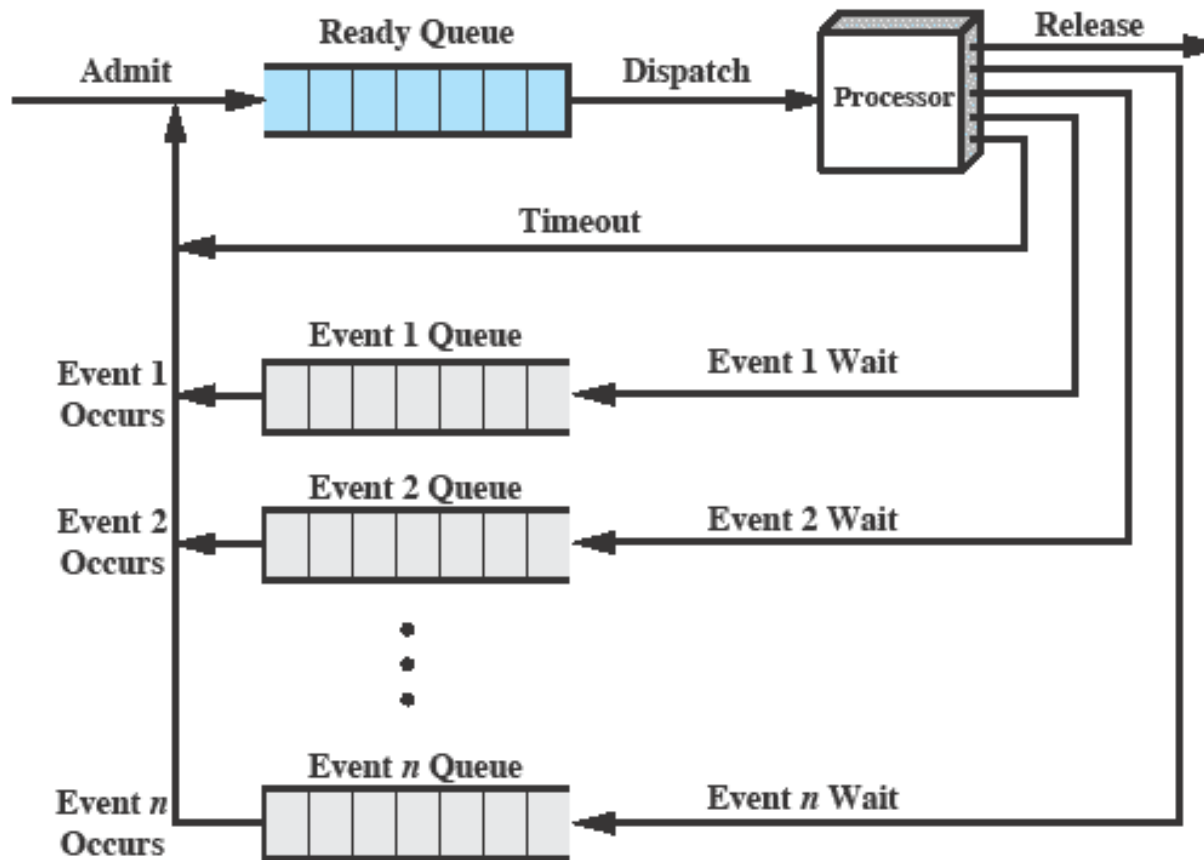 Ready Queue
Release
Admit
Dispatch
Processor
Timeout
Event 1 Queue
Event 1
Occurs
Event 1 Wait
Event 2 Queue
Event 2
Occurs
Event 2 Wait
Event n Queue
Event n
Occurs
Event n Wait